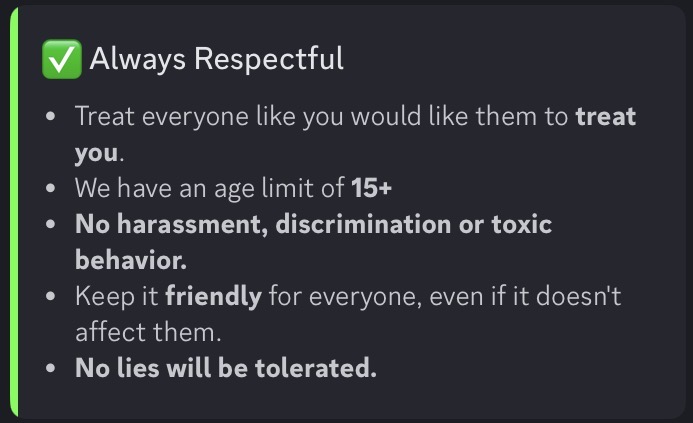 ✅ Always Respectful
• Treat everyone like you would like them to treat
you.
• We have an age limit of 15+
• No harassment, discrimination or toxic
behavior.
• Keep it friendly for everyone, even if it doesn't
affect them.
• No lies will be tolerated.